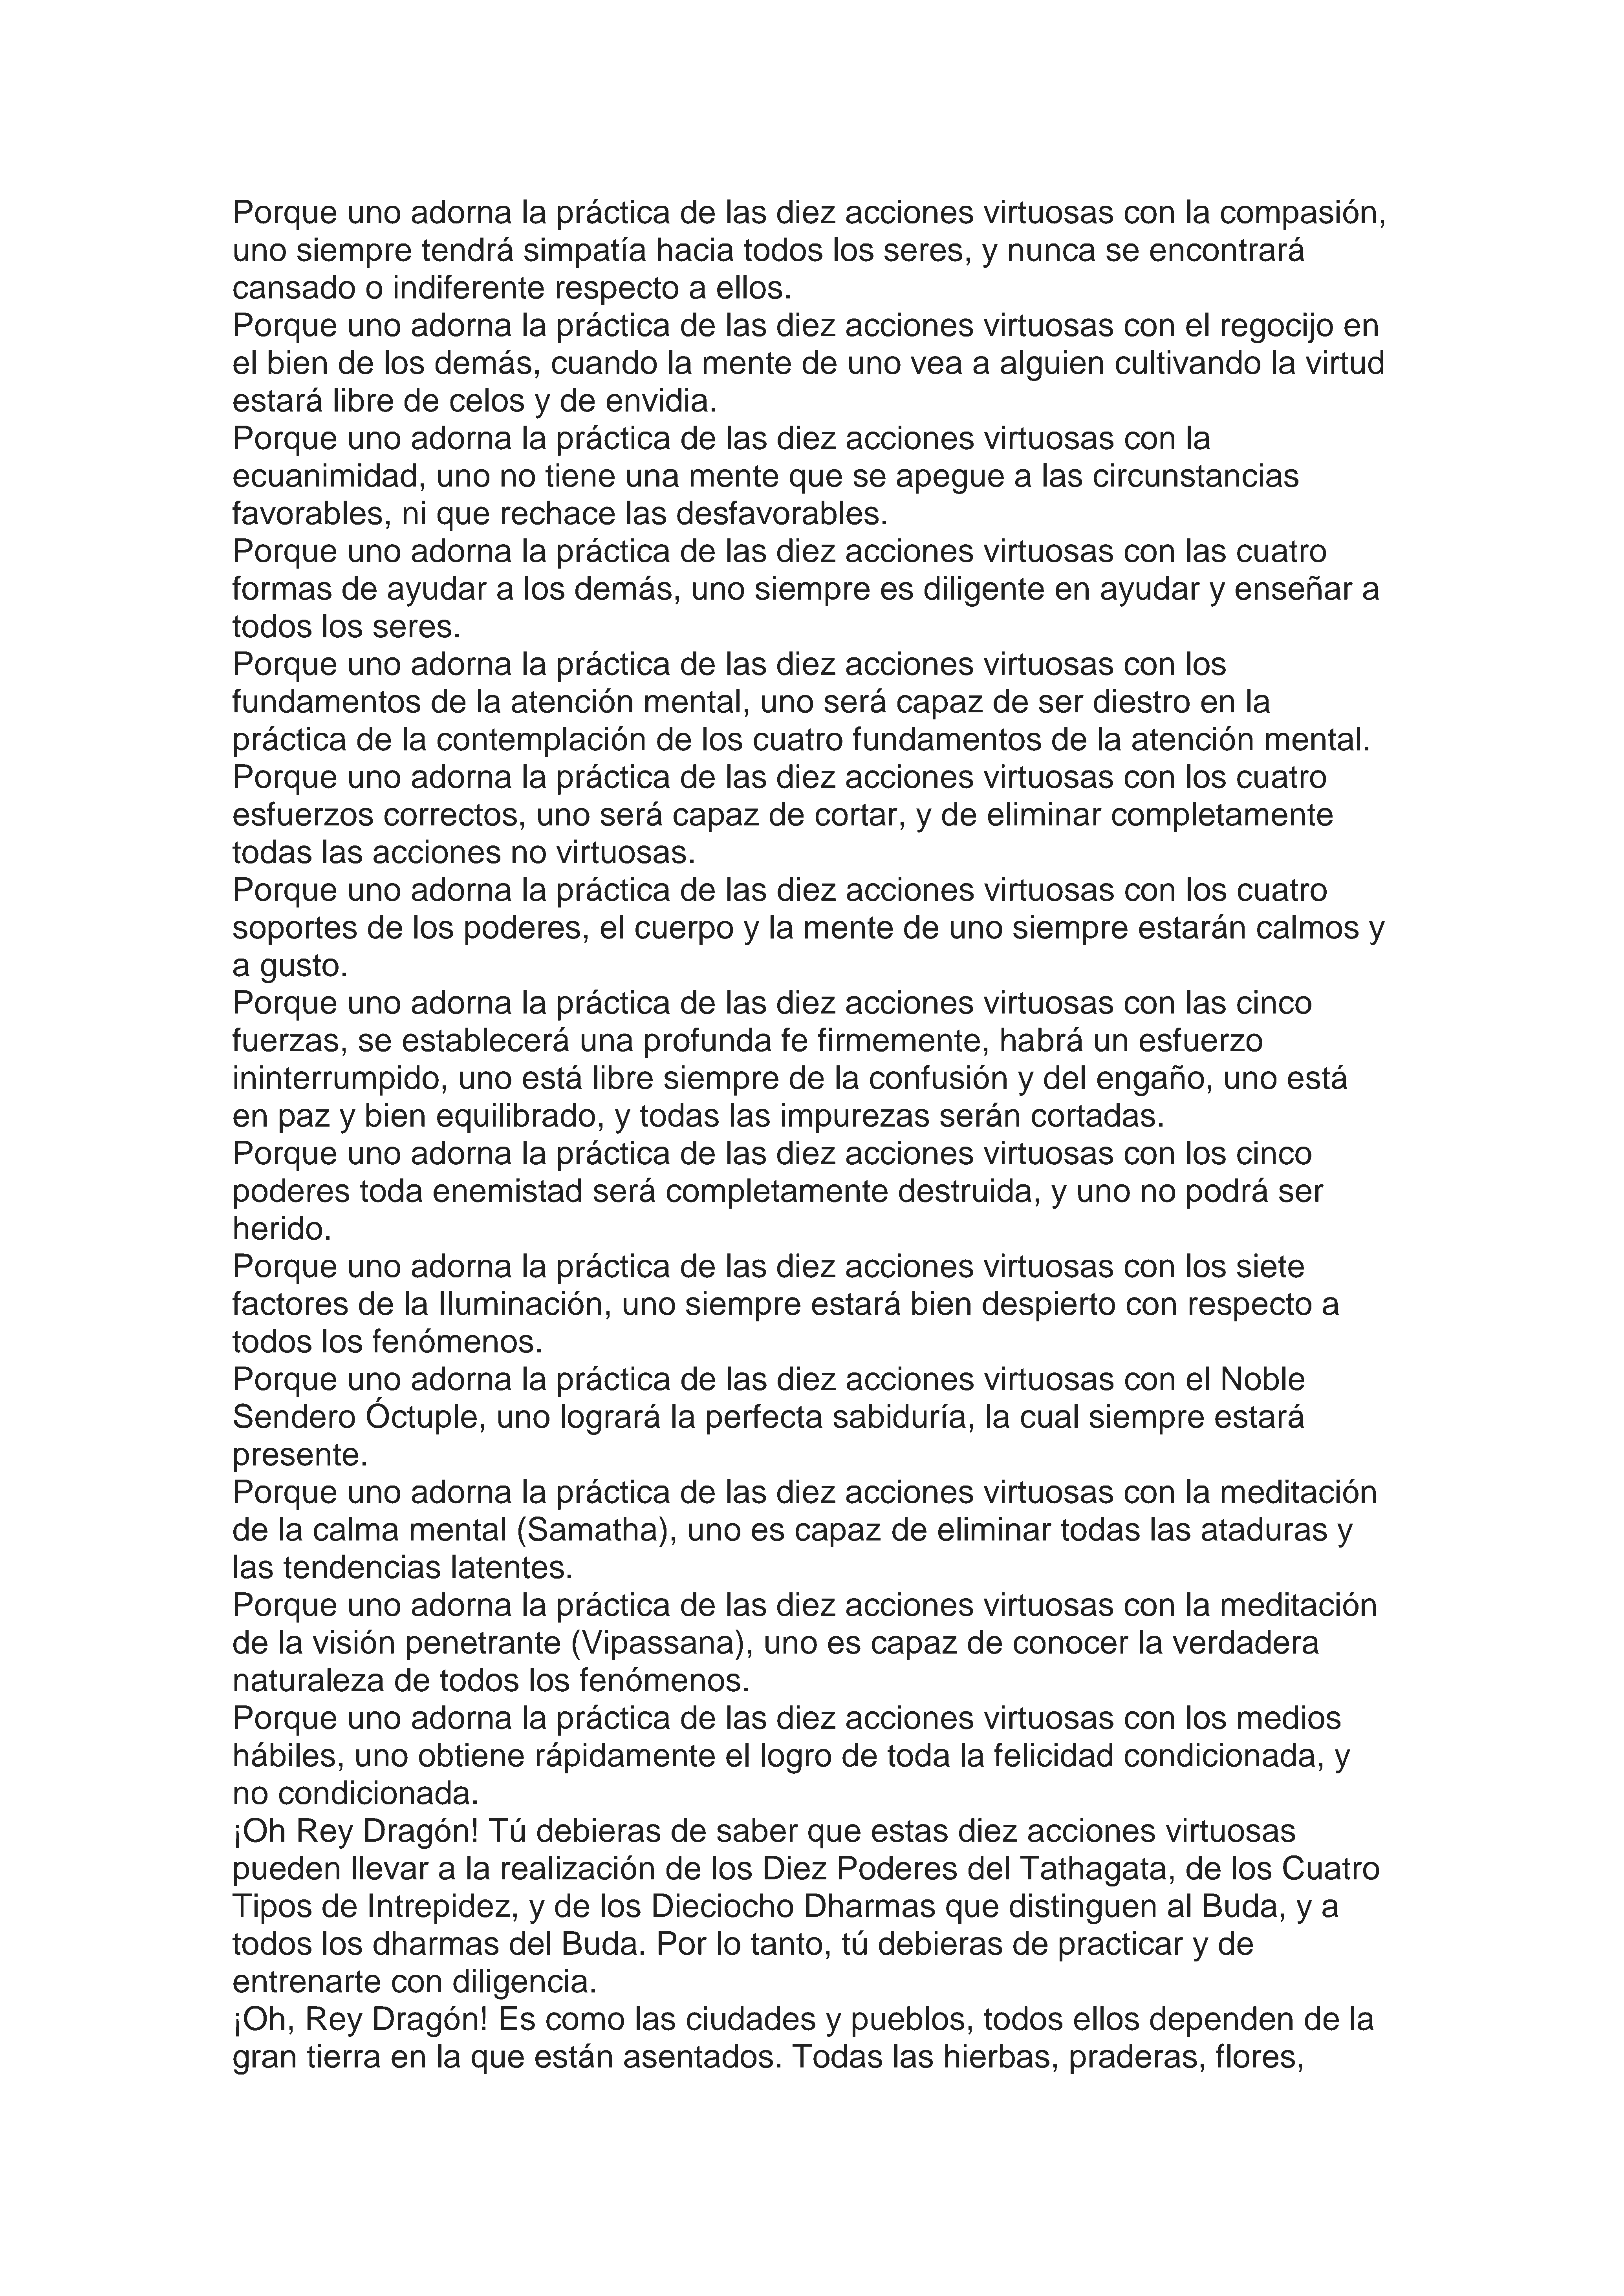 Porque uno adorna la práctica de las diez acciones virtuosas con la compasión,
uno siempre tendrá simpatía hacia todos los seres, y nunca se encontrará
cansado o indiferente respecto a ellos.
Porque uno adorna la práctica de las diez acciones virtuosas con el regocijo en
el bien de los demás, cuando la mente de uno vea a alguien cultivando la virtud
estará libre de celos y de envidia.
Porque uno adorna la práctica de las diez acciones virtuosas con la
ecuanimidad, uno no tiene una mente que se apegue a las circunstancias
favorables, ni que rechace las desfavorables.
Porque uno adorna la práctica de las diez acciones virtuosas con las cuatro
formas de ayudar a los demás, uno siempre es diligente en ayudar y enseñar a
todos los seres.
Porque uno adorna la práctica de las diez acciones virtuosas con los
fundamentos de la atención mental, uno será capaz de ser diestro en la
práctica de la contemplación de los cuatro fundamentos de la atención mental.
Porque uno adorna la práctica de las diez acciones virtuosas con los cuatro
esfuerzos correctos, uno será capaz de cortar, y de eliminar completamente
todas las acciones no virtuosas.
Porque uno adorna la práctica de las diez acciones virtuosas con los cuatro
soportes de los poderes, el cuerpo y la mente de uno siempre estarán calmos y
a gusto.
Porque uno adorna la práctica de las diez acciones virtuosas con las cinco
fuerzas, se establecerá una profunda fe firmemente, habrá un esfuerzo
ininterrumpido, uno está libre siempre de la confusión y del engaño, uno está
en paz y bien equilibrado, y todas las impurezas serán cortadas.
Porque uno adorna la práctica de las diez acciones virtuosas con los cinco
poderes toda enemistad será completamente destruida, y uno no podrá ser
herido.
Porque uno adorna la práctica de las diez acciones virtuosas con los siete
factores de la Iluminación, uno siempre estará bien despierto con respecto a
todos los fenómenos.
Porque uno adorna la práctica de las diez acciones virtuosas con el Noble
Sendero Óctuple, uno logrará la perfecta sabiduría, la cual siempre estará
presente.
Porque uno adorna la práctica de las diez acciones virtuosas con la meditación
de la calma mental (Samatha), uno es capaz de eliminar todas las ataduras y
las tendencias latentes.
Porque uno adorna la práctica de las diez acciones virtuosas con la meditación
de la visión penetrante (Vipassana), uno es capaz de conocer la verdadera
naturaleza de todos los fenómenos.
Porque uno adorna la práctica de las diez acciones virtuosas con los medios
hábiles, uno obtiene rápidamente el logro de toda la felicidad condicionada, y
no condicionada.
¡Oh Rey Dragón! Tú debieras de saber que estas diez acciones virtuosas
pueden llevar a la realización de los Diez Poderes del Tathagata, de los Cuatro
Tipos de Intrepidez, y de los Dieciocho Dharmas que distinguen al Buda, y a
todos los dharmas del Buda. Por lo tanto, tú debieras de practicar y de
entrenarte con diligencia.
¡Oh, Rey Dragón! Es como las ciudades y pueblos, todos ellos dependen de la
gran tierra en la que están asentados. Todas las hierbas, praderas, flores,